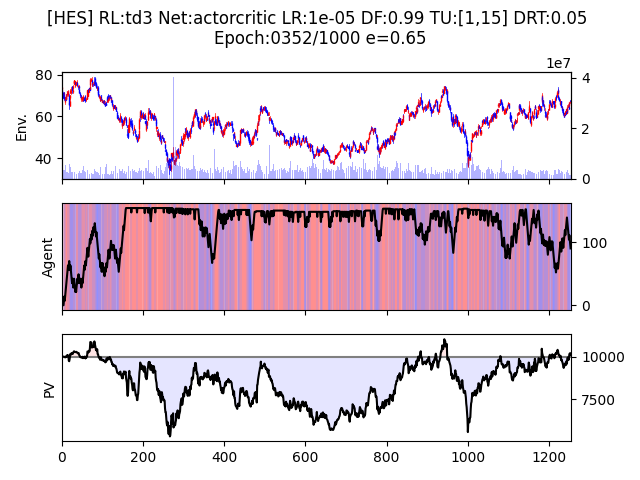 [HES] RL:td3 Net:actorcritic LR:1e-05 DF:0.99 TU:[1,15] DRT:0.05
Epoch:0352/1000 e=0.65
1e7
80
60
40
Env.
4
2
0
Agent
100
0
PV
10000
7500
0 200 400 600 800 1000 1200